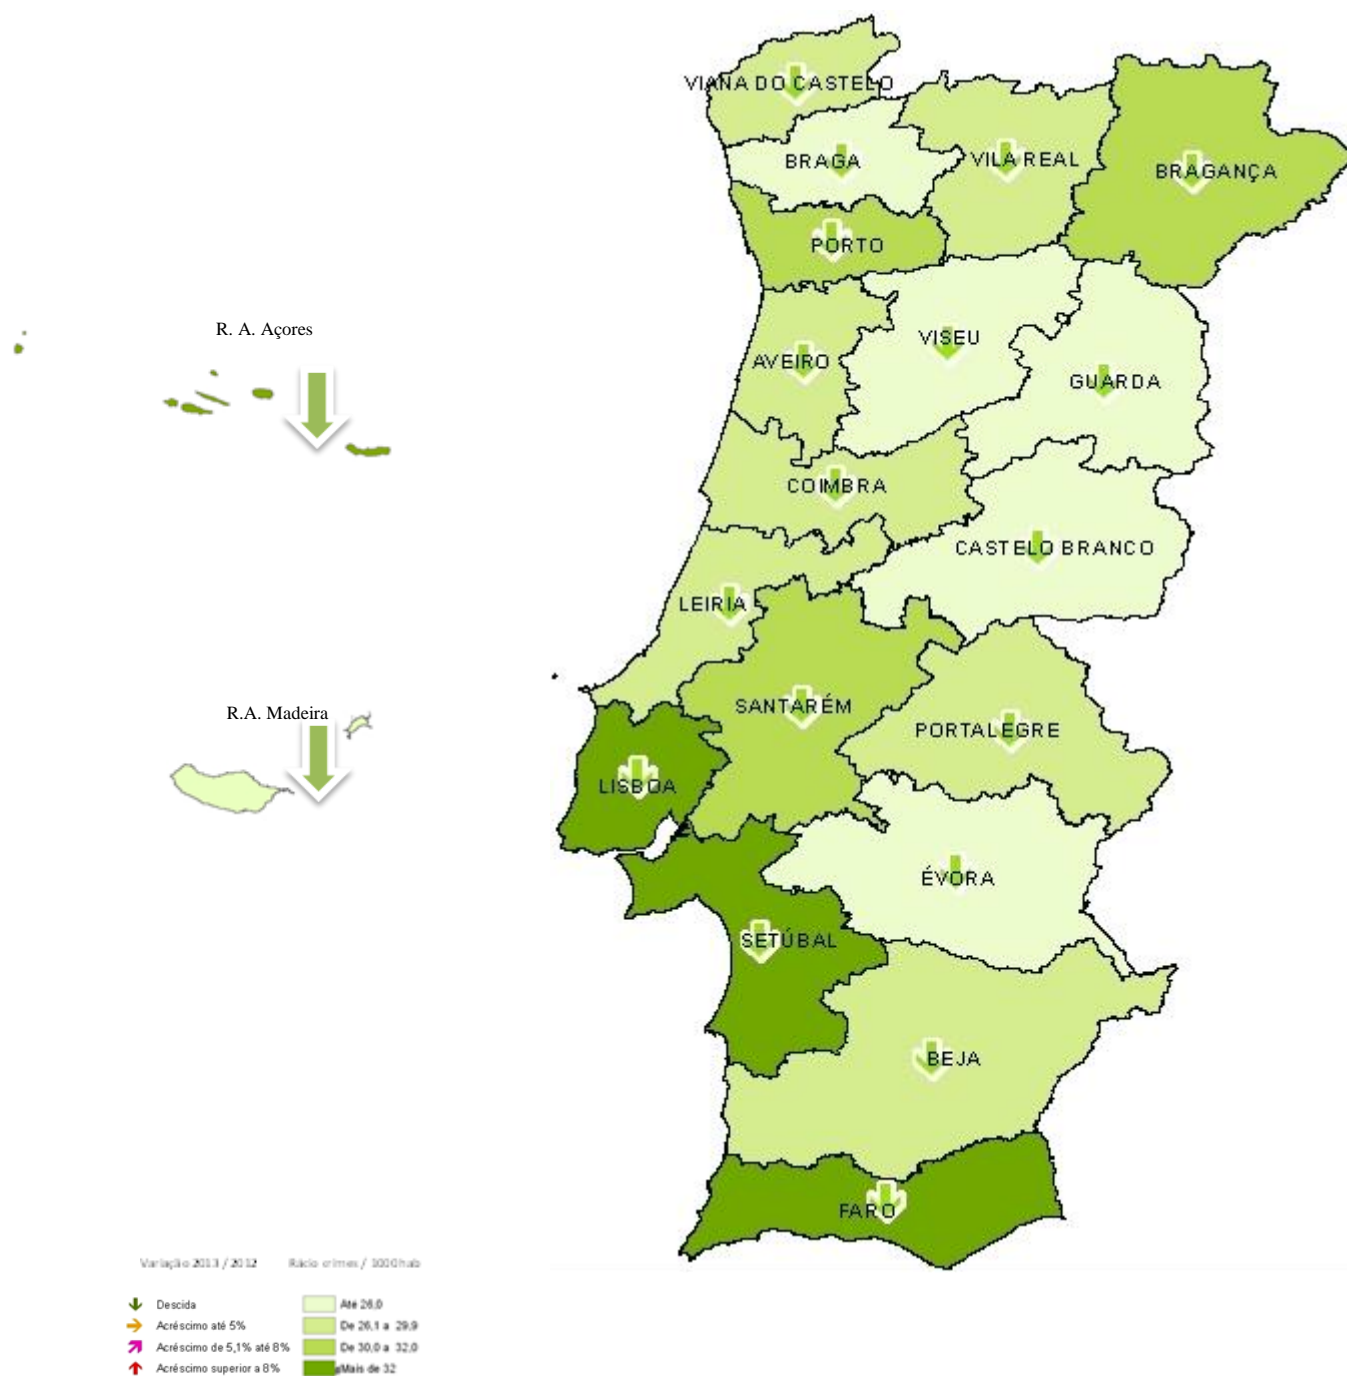 VIANA DO CASTELO
BRAGA
VILA REAL
BRAGANÇA
PORTO
R. A. Açores
VISEU
AVEIRO
GUARDA
COIMBRA
CASTELO BRANCO
LEIRIA
SANTARÉM
R.A. Madeira
PORTALEGRE
LISBOA
ÉVORA
SETÚBAL
BEJA
FARO
Variação 2013 / 2012 Rácio crimes / 1000 hab
Descida Até 26,0
Acréscimo até 5% De 26,1 a 29,9
Acréscimo de 5,1% até 8% De 30,0 a 32,0
Acréscimo superior a 8% Mais de 32